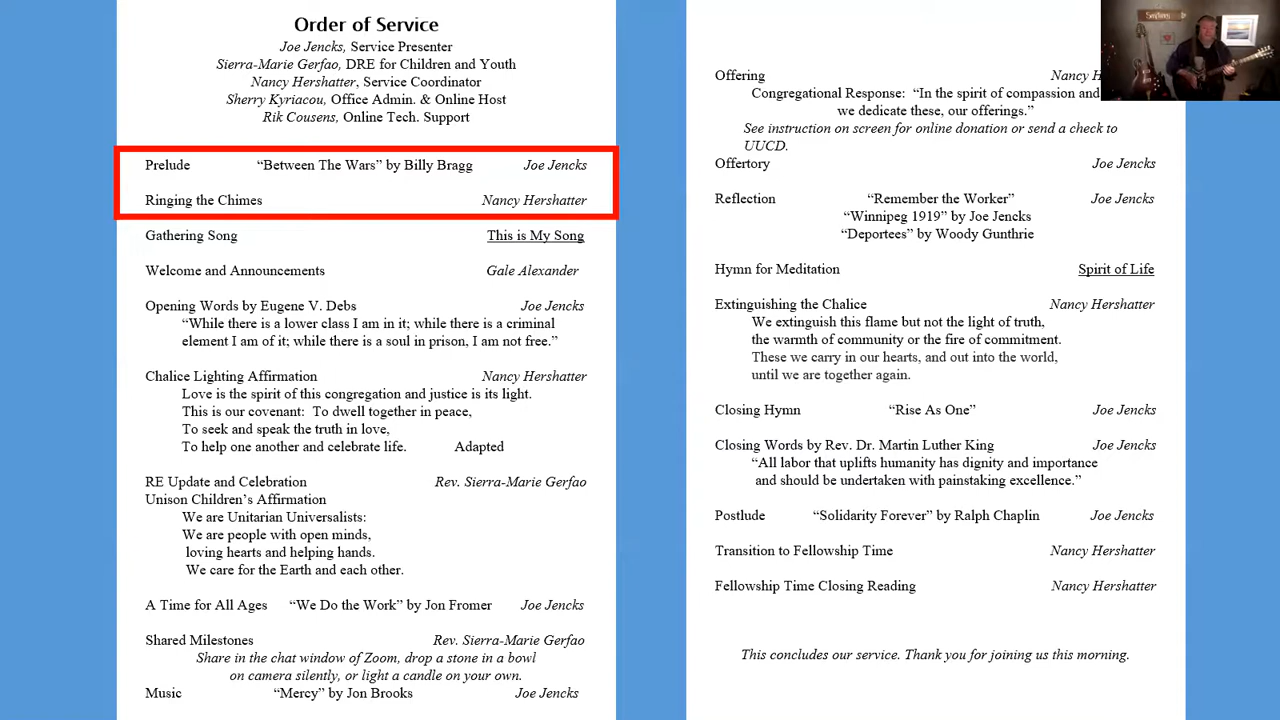 Order of Service
Joe Jencks, Service Presenter
Sierra-Marie Gerfao, DRE for Children and Youth
Nancy Hershatter, Service Coordinator
Sherry Kyriacou, Office Admin. & Online Host
Rik Cousens, Online Tech. Support
Prelude “Between The Wars” by Billy Bragg Joe Jencks
Ringing the Chimes Nancy Hershatter
Gathering Song This is My Song
Welcome and Announcements Gale Alexander
Opening Words by Eugene V. Debs Joe Jencks
“While there is a lower class I am in it; while there is a criminal
element I am of it; while there is a soul in prison, I am not free.”
Chalice Lighting Affirmation Nancy Hershatter
Love is the spirit of this congregation and justice is its light.
This is our covenant: To dwell together in peace,
To seek and speak the truth in love,
To help one another and celebrate life. Adapted
RE Update and Celebration Rev. Sierra-Marie Gerfao
Unison Children’s Affirmation
We are Unitarian Universalists:
We are people with open minds,
loving hearts and helping hands.
We care for the Earth and each other.
A Time for All Ages “We Do the Work” by Jon Fromer Joe Jencks
Shared Milestones Rev. Sierra-Marie Gerfao
Share in the chat window of Zoom, drop a stone in a bowl
on camera silently, or light a candle on your own.
Music “Mercy” by Jon Brooks Joe Jencks
Offering Nancy
Congregational Response: “In the spirit of compassion and
we dedicate these, our offerings.”
See instruction on screen for online donation or send a check to
UUCD.
Offertory Joe Jencks
Reflection “Remember the Worker” Joe Jencks
“Winnipeg 1919” by Joe Jencks
“Deportees” by Woody Gunthrie
Hymn for Meditation Spirit of Life
Extinguishing the Chalice Nancy Hershatter
We extinguish this flame but not the light of truth,
the warmth of community or the fire of commitment.
These we carry in our hearts, and out into the world,
until we are together again.
Closing Hymn “Rise As One” Joe Jencks
Closing Words by Rev. Dr. Martin Luther King Joe Jencks
“All labor that uplifts humanity has dignity and importance
and should be undertaken with painstaking excellence.”
Postlude “Solidarity Forever” by Ralph Chaplin Joe Jencks
Transition to Fellowship Time Nancy Hershatter
Fellowship Time Closing Reading Nancy Hershatter
This concludes our service. Thank you for joining us this morning.